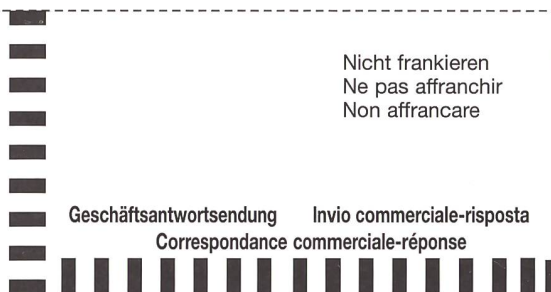 Nicht frankieren
Ne pas affranchir
Non affrancare
Geschäftsantwortsendung Invio commerciale-risposta
Correspondance commerciale-réponse